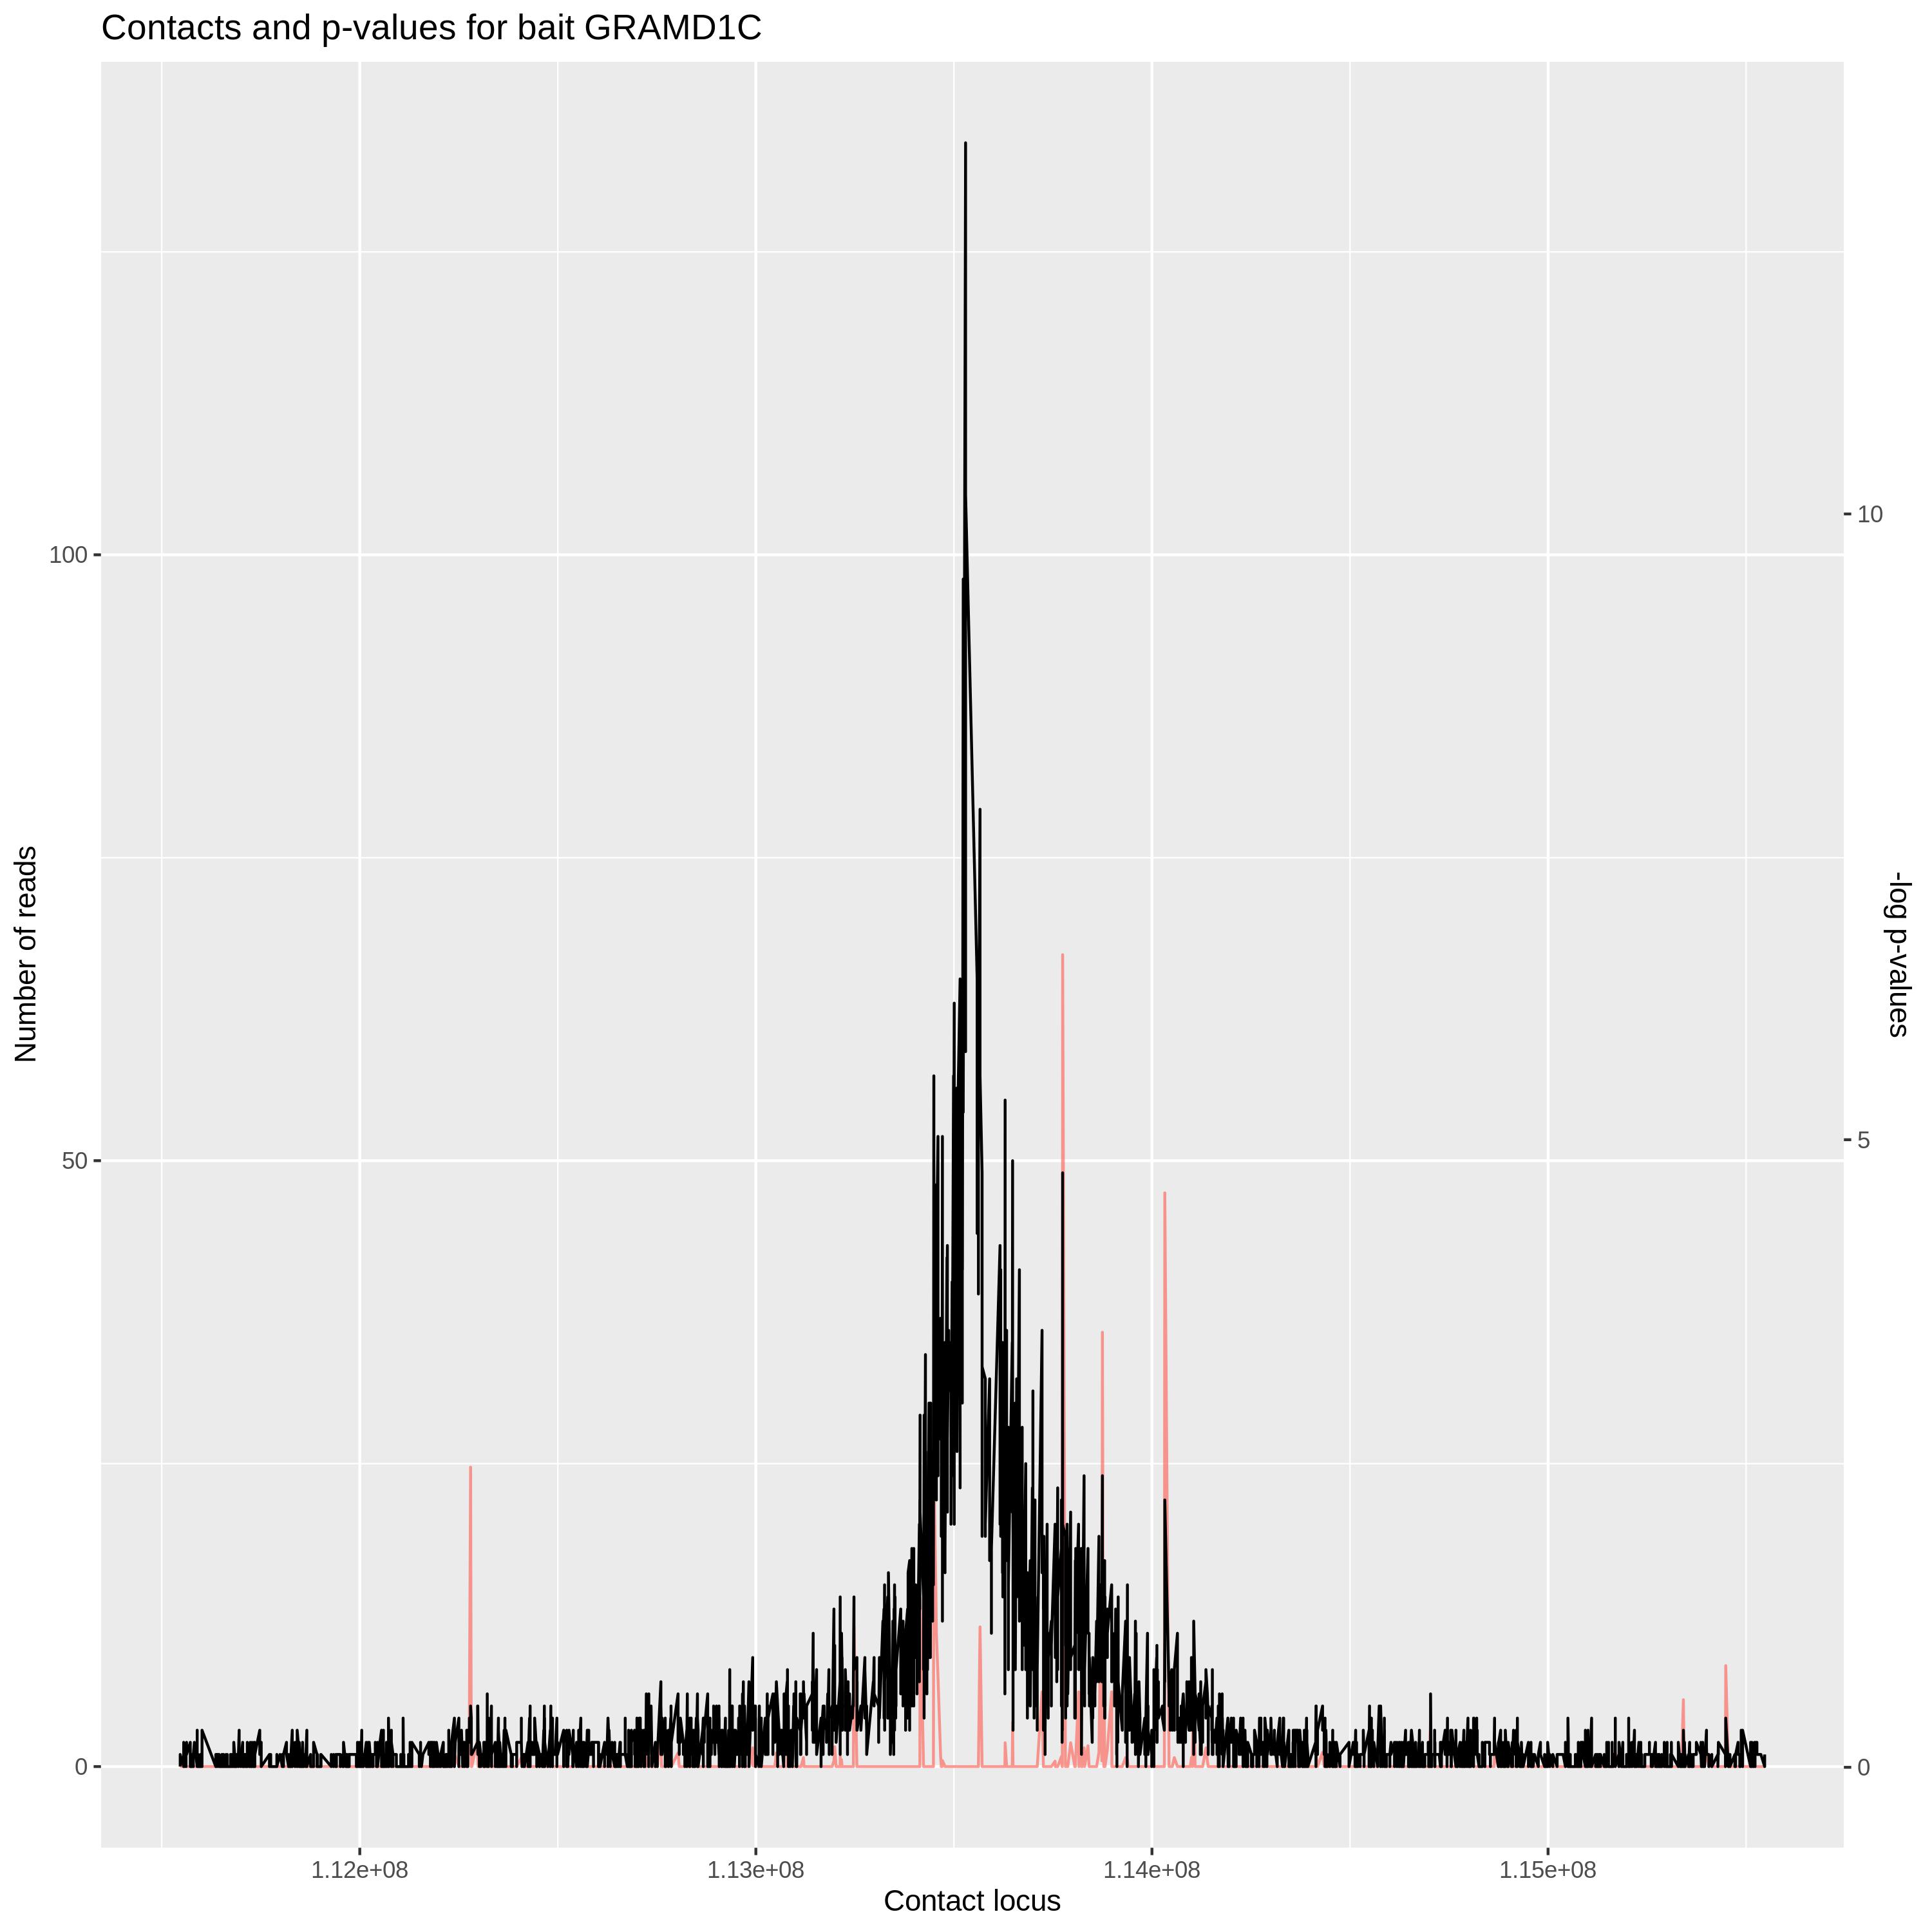 Contacts and p-values for bait GRAMD1C
Number of reads
100
50
0
10
5
0
-log p-values
1.12e+08
1.13e+08
1.14e+08
1.15e+08
Contact locus